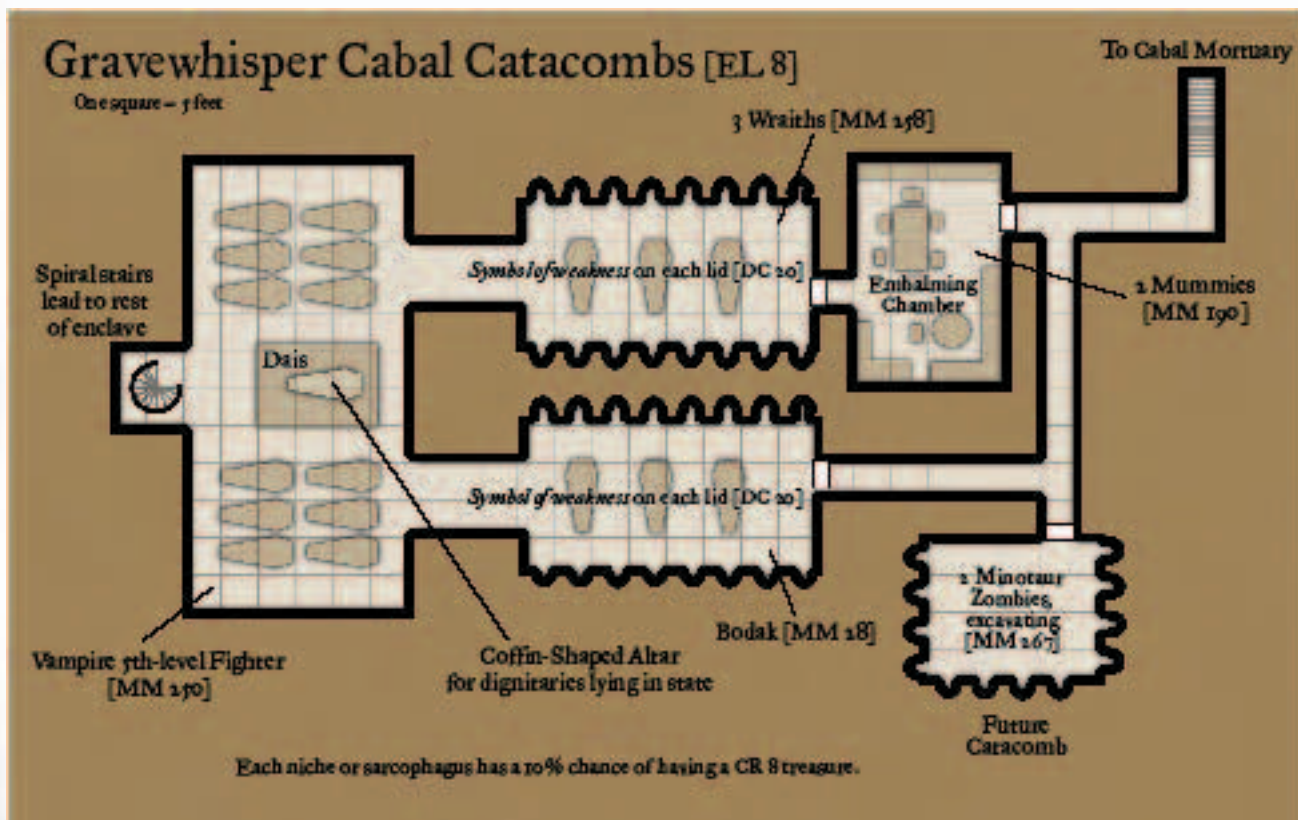 Gravewhisper Cabal Catacombs [EL 8]
One square = 5 feet
To Cabal Mortuary
3 Wraiths [MM 258]
Spiral stairs
lead to rest
of enclave
Symbol of weakness on each lid [DC 20]
Embalming
Chamber
2 Mummies
[MM 190]
Dais
Symbol of weakness on each lid [DC 20]
2 Minotaur
Zombies,
excavating
[MM 267]
Bodak [MM 28]
Vampire 5th-level Fighter
[MM 250]
Coffin-Shaped Altar
for dignitaries lying in state
Future
Catacomb
Each niche or sarcophagus has a 10% chance of having a CR 8 treasure.